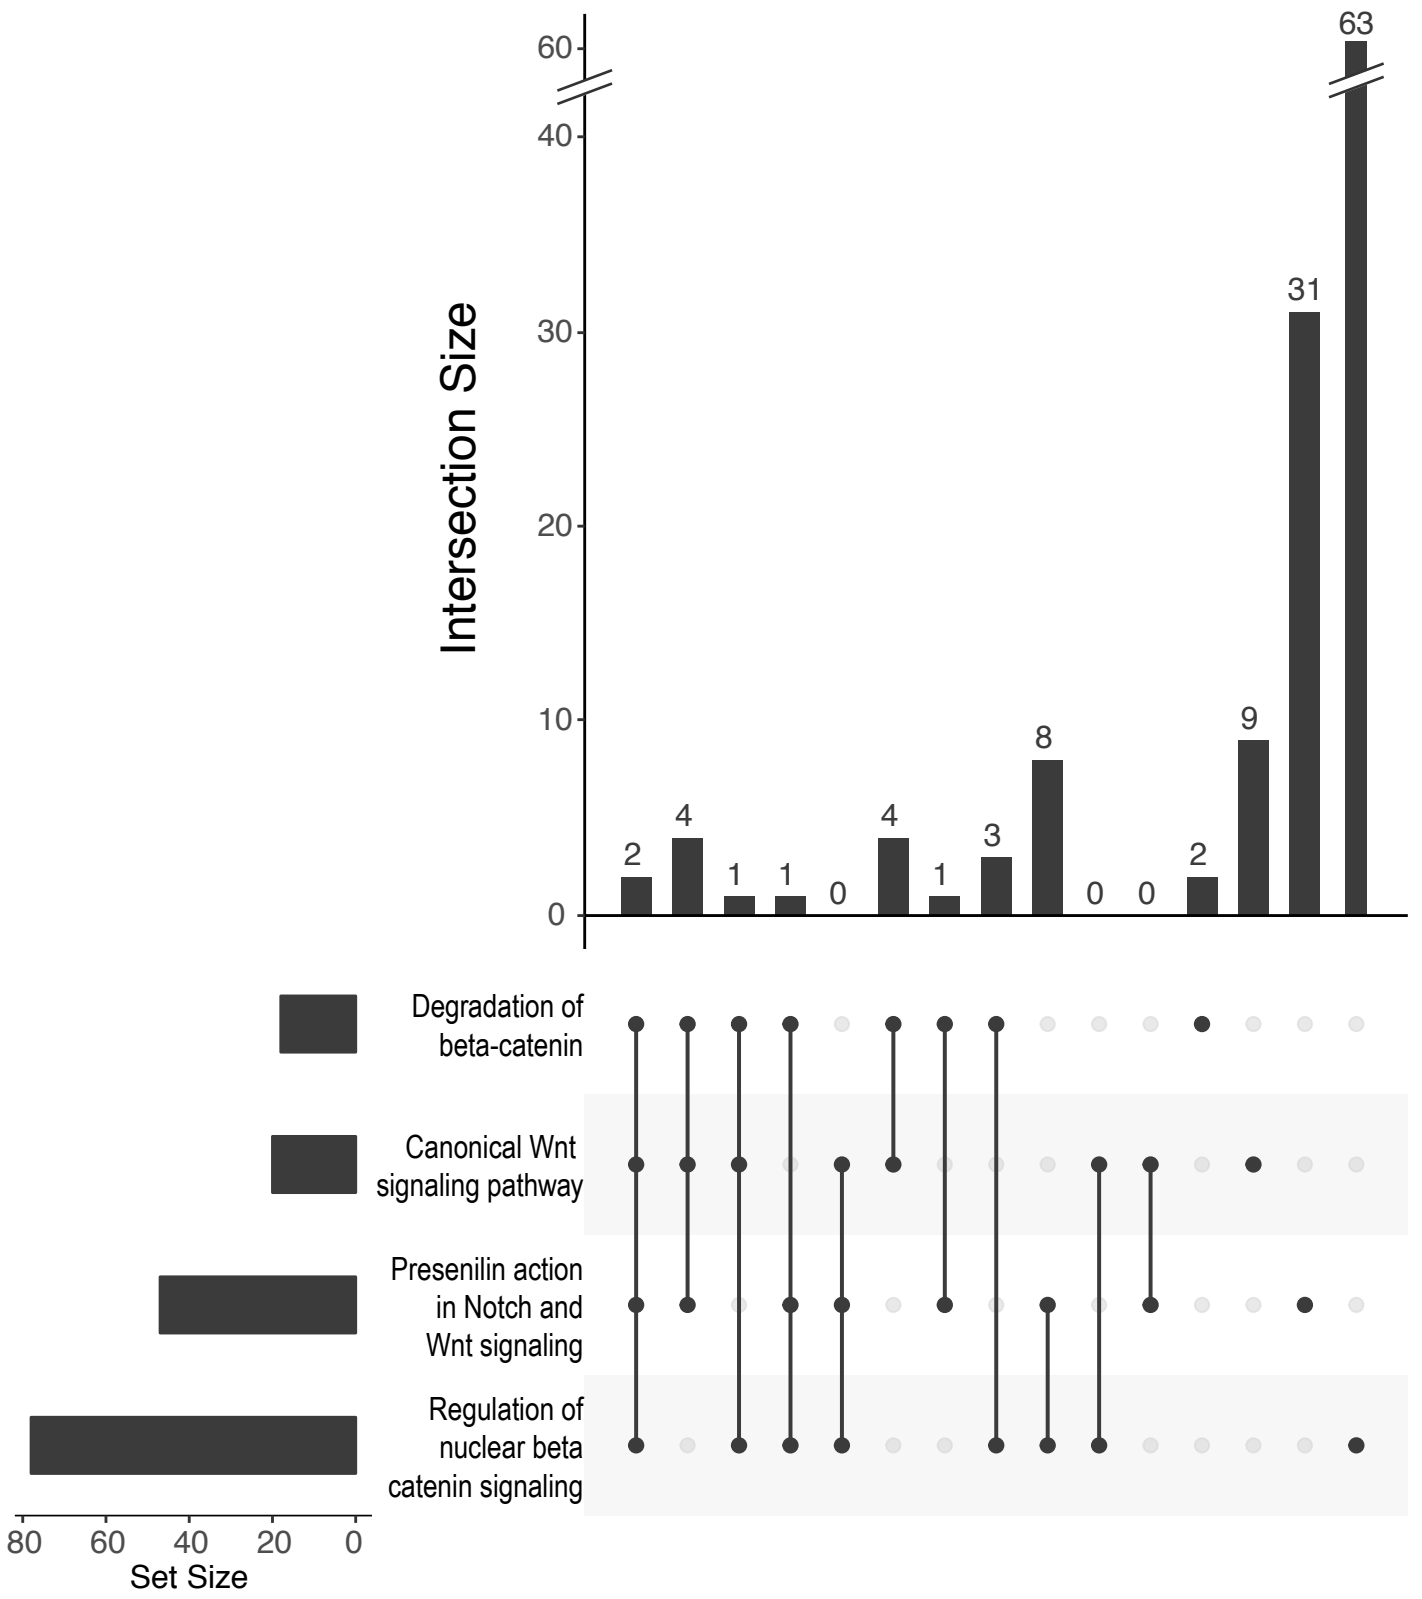 63
60
40
31
30
Intersection Size
20
10
9
8
4
4
3
2
2
1
1
1
0
0
0
0
Degradation of
beta-catenin
Canonical Wnt
signaling pathway
Presenilin action
in Notch and
Wnt signaling
Regulation of
nuclear beta
catenin signaling
80 60 40 20 0
Set Size